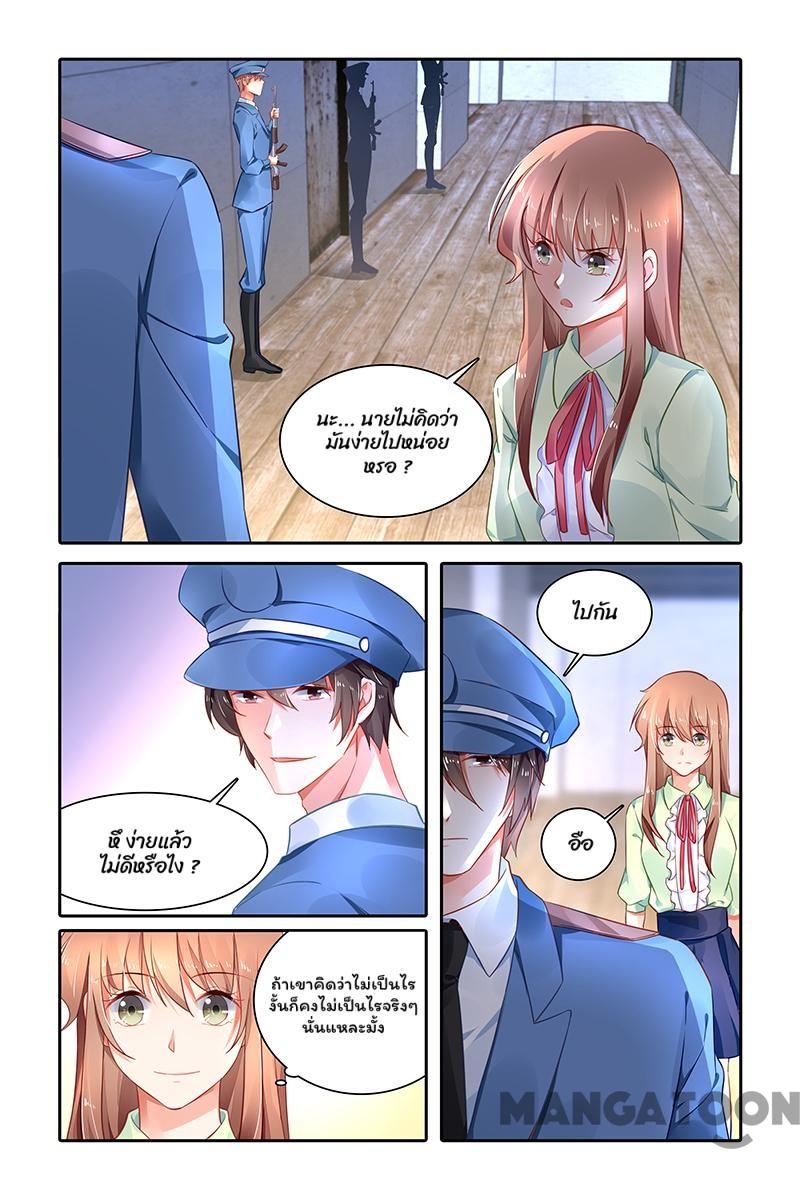 นะ... นายไม่คิดว่า
มันง่ายไปหน่อย
หรอ ?
หึ ง่ายแล้ว
ไม่ดีหรือไง ?
ไปกัน
อือ
ถ้าเขาคิดว่าไม่เป็นไร
งั้นก็คงไม่เป็นไรจริงๆ
นั่นแหละมั้ง
MANGATOON